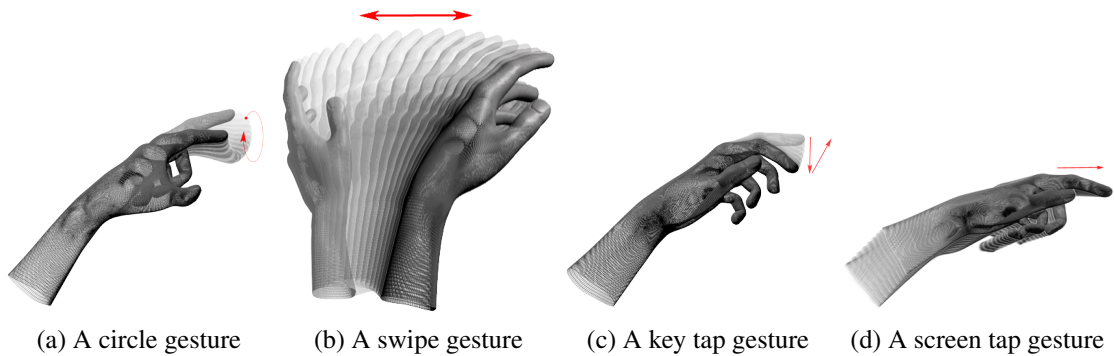 (a) A circle gesture
(b) A swipe gesture
(c) A key tap gesture
(d) A screen tap gesture